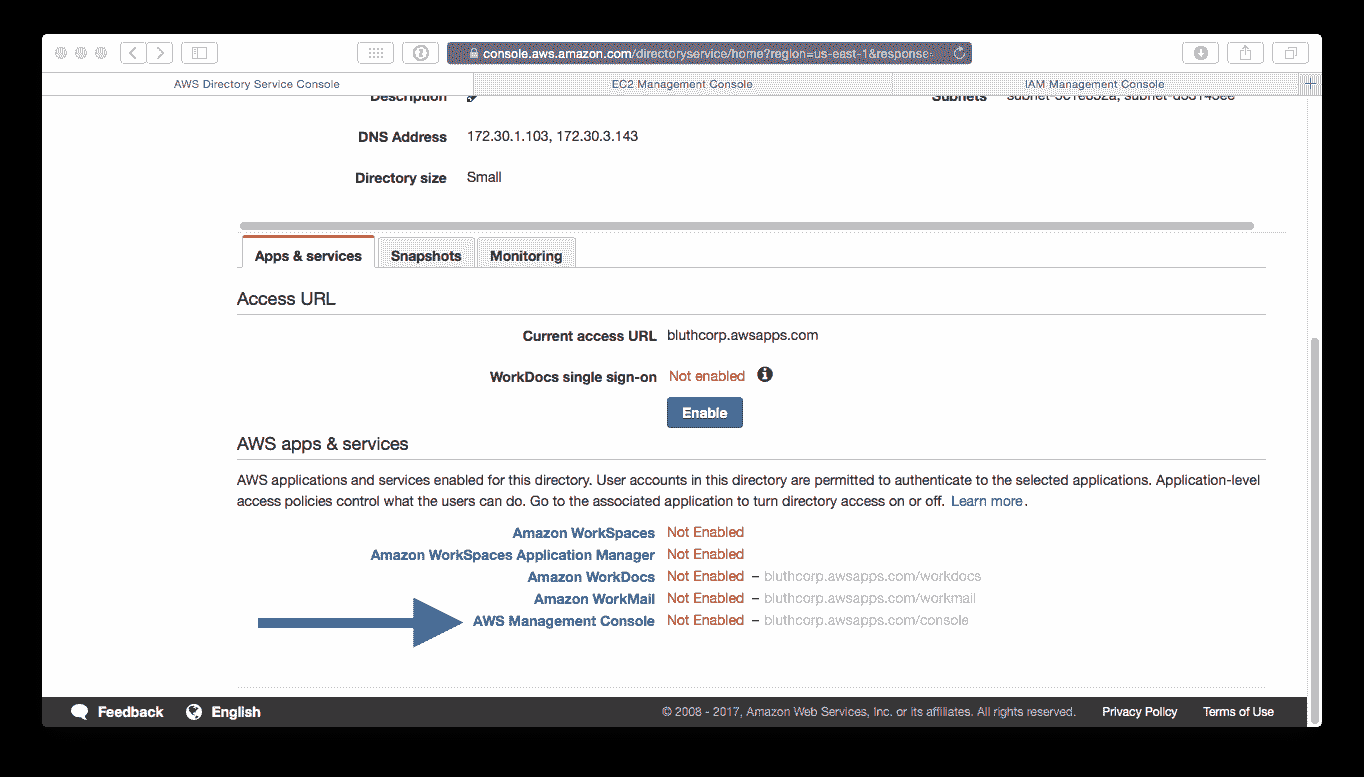 console.aws.amazon.com/directoryservice/home?region=us-east-1&response-
AWS Directory Service Console EC2 Management Console IAM Management Console
Description Subnets
DNS Address 172.30.1.103, 172.30.3.143
Directory size Small
Apps & services Snapshots Monitoring
Access URL
Current access URL bluthcorp.awsapps.com
WorkDocs single sign-on Not enabled
Enable
AWS apps & services
AWS applications and services enabled for this directory. User accounts in this directory are permitted to authenticate to the selected applications. Application-level
access policies control what the users can do. Go to the associated application to turn directory access on or off. Learn more.
Amazon WorkSpaces Not Enabled
Amazon WorkSpaces Application Manager Not Enabled
Amazon WorkDocs Not Enabled – bluthcorp.awsapps.com/workdocs
Amazon WorkMail Not Enabled – bluthcorp.awsapps.com/workmail
AWS Management Console Not Enabled – bluthcorp.awsapps.com/console
Feedback English © 2008 - 2017, Amazon Web Services, Inc. or its affiliates. All rights reserved. Privacy Policy Terms of Use